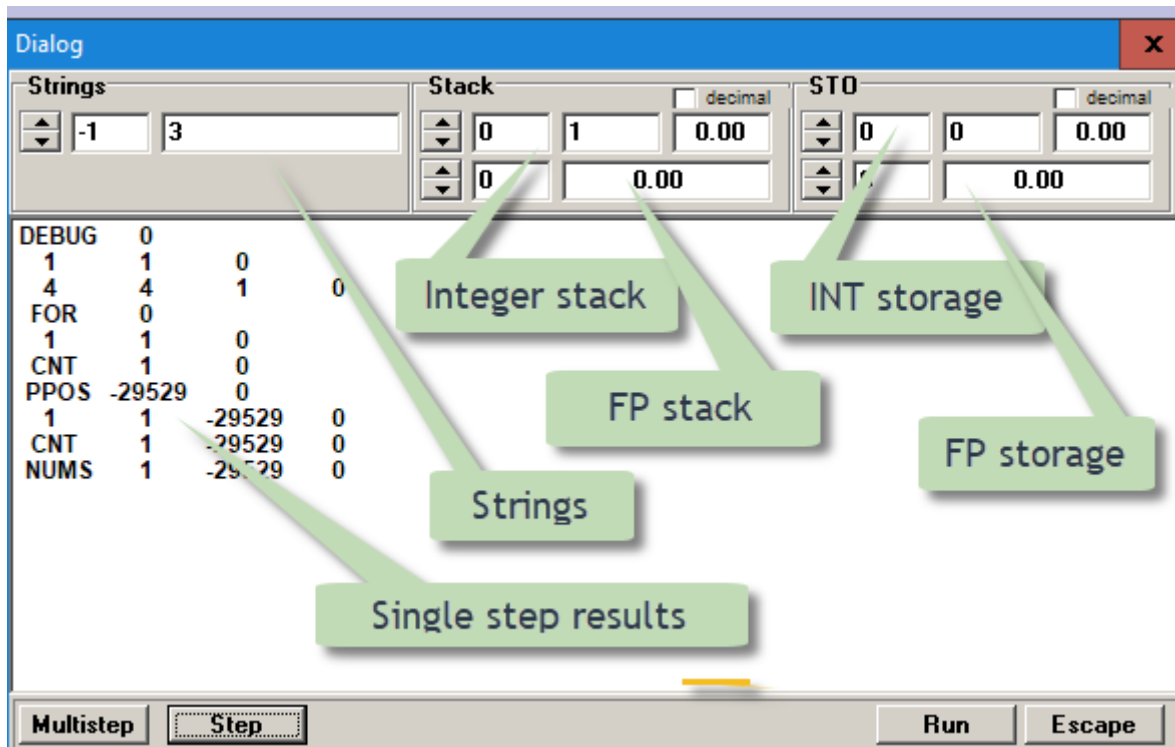 Dialog x
Strings Stack decimal STO decimal
-1 3 0 1 0.00 0 0 0.00
0 0.00 0.00
DEBUG 0
1 1 0
4 4 1 0
FOR 0
1 1 0
CNT 1 0
PPOS -29529 0
1 1 -29529 0
CNT 1 -29529 0
NUMS 1 -29529 0
Integer stack
INT storage
FP stack
FP storage
Strings
Single step results
Multistep Step Run Escape